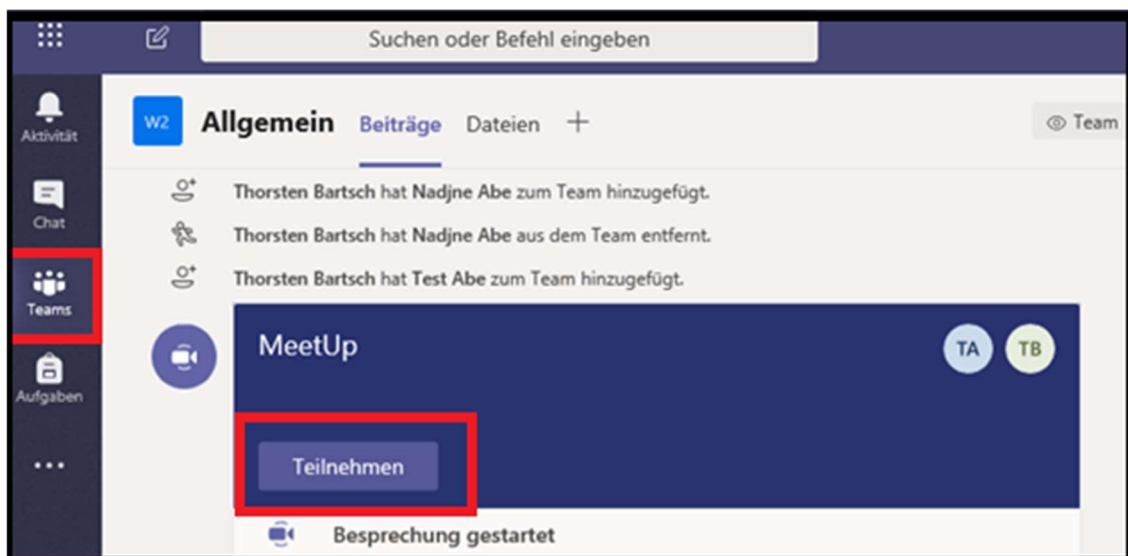 Suchen oder Befehl eingeben
Aktivität
Chat
Teams
Aufgaben
W2 Allgemein Beiträge Dateien + Team
Thorsten Bartsch hat Nadjne Abe zum Team hinzugefügt.
Thorsten Bartsch hat Nadjne Abe aus dem Team entfernt.
Thorsten Bartsch hat Test Abe zum Team hinzugefügt.
MeetUp TA TB
Teilnehmen
Besprechung gestartet